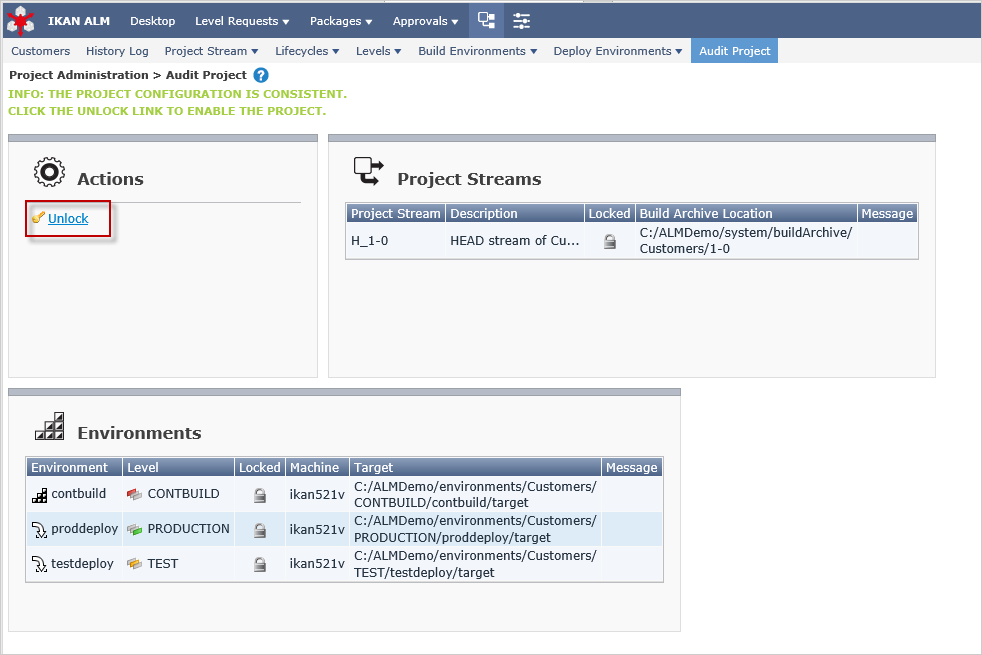 IKAN ALM Desktop Level Requests Packages Approvals
Customers History Log Project Stream Lifecycles Levels Build Environments Deploy Environments Audit Project
Project Administration > Audit Project ?
INFO: THE PROJECT CONFIGURATION IS CONSISTENT.
CLICK THE UNLOCK LINK TO ENABLE THE PROJECT.
Actions
Unlock
Project Streams
Project Stream Description Locked Build Archive Location Message
H_1-0 HEAD stream of Cu... C:/ALMDemo/system/buildArchive/
Customers/1-0
Environments
Environment Level Locked Machine Target Message
contbuild CONTBUILD ikan521v C:/ALMDemo/environments/Customers/
CONTBUILD/contbuild/target
proddeploy PRODUCTION ikan521v C:/ALMDemo/environments/Customers/
PRODUCTION/proddeploy/target
testdeploy TEST ikan521v C:/ALMDemo/environments/Customers/
TEST/testdeploy/target